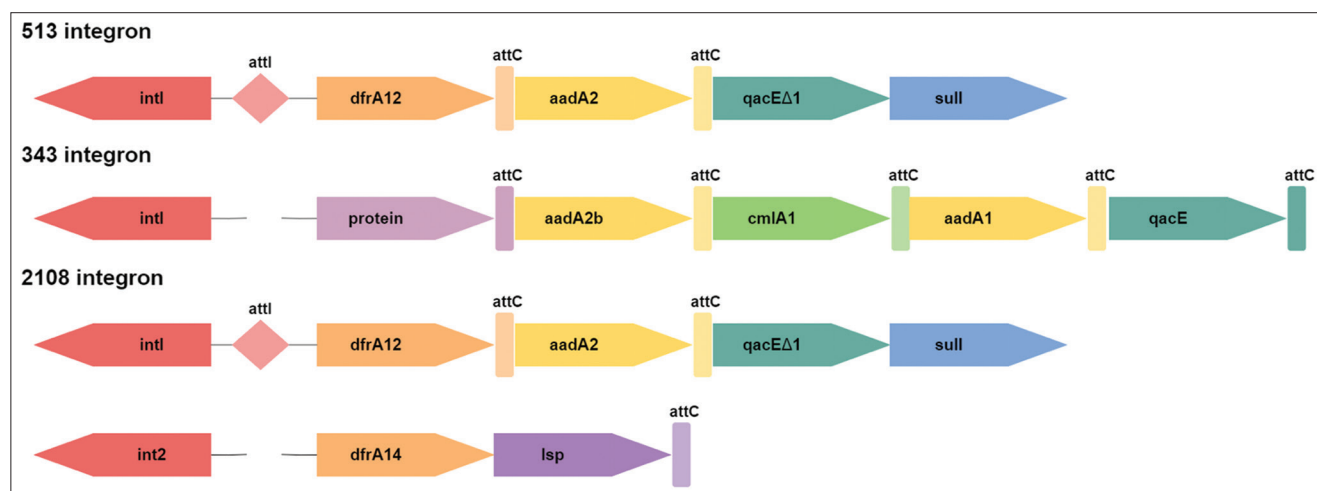 513 integron
attI attC attC
intI dfrA12 aadA2 qacEΔ1 sulI
343 integron
attC attC attC attC attC
intI protein aadA2b cmlA1 aadA1 qacE
2108 integron
attI attC attC
intI dfrA12 aadA2 qacEΔ1 sulI
attC
int2 dfrA14 lsp